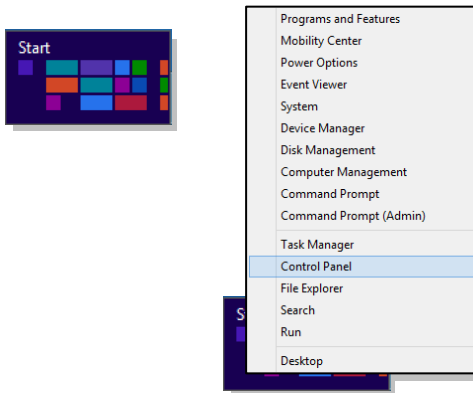 Start
Programs and Features
Mobility Center
Power Options
Event Viewer
System
Device Manager
Disk Management
Computer Management
Command Prompt
Command Prompt (Admin)
Task Manager
Control Panel
File Explorer
Search
Run
Desktop